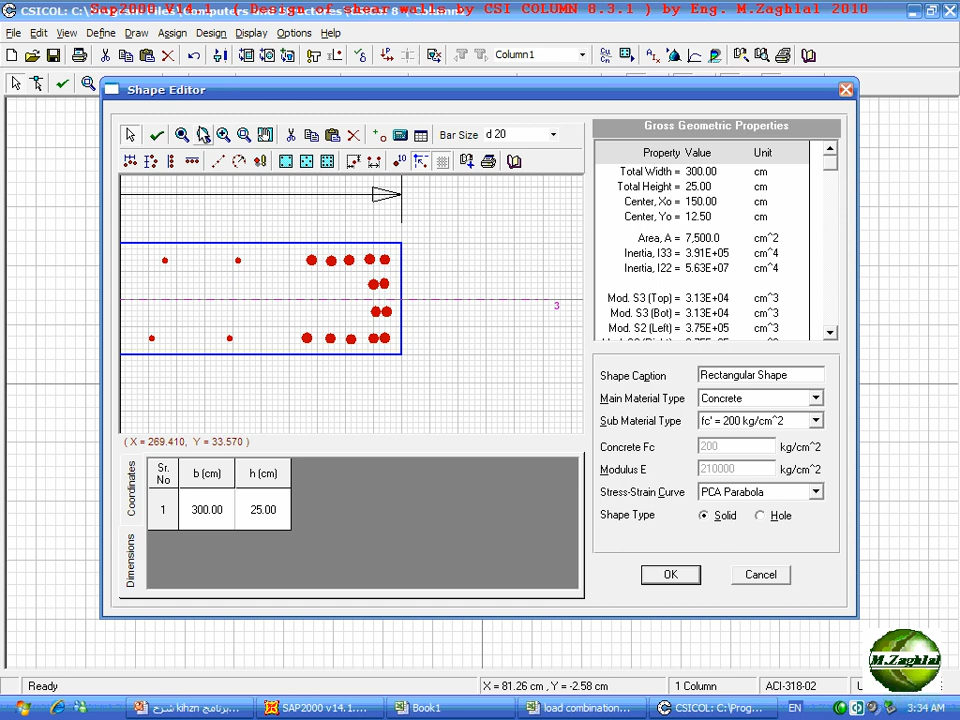 Sap2000 V14.1 ( Design of shear walls by CSI COLUMN 8.3.1 ) by Eng. M.Zaghlal 2010
File Edit View Define Draw Assign Design Display Options Help
Column1
Shape Editor
Bar Size d 20
3
( X = 269.410, Y = 33.570 )
Coordinates
Dimensions
Sr. No b (cm) h (cm)
1 300.00 25.00
Gross Geometric Properties
Property Value Unit
Total Width = 300.00 cm
Total Height = 25.00 cm
Center, Xo = 150.00 cm
Center, Yo = 12.50 cm
Area, A = 7,500.0 cm^2
Inertia, I33 = 3.91E+05 cm^4
Inertia, I22 = 5.63E+07 cm^4
Mod. S3 (Top) = 3.13E+04 cm^3
Mod. S3 (Bot) = 3.13E+04 cm^3
Mod. S2 (Left) = 3.75E+05 cm^3
Shape Caption Rectangular Shape
Main Material Type Concrete
Sub Material Type fc' = 200 kg/cm^2
Concrete Fc 200 kg/cm^2
Modulus E 210000 kg/cm^2
Stress-Strain Curve PCA Parabola
Shape Type Solid Hole
OK Cancel
M.Zaghlal
Ready X = 81.26 cm , Y = -2.58 cm 1 Column ACI-318-02
برنامج kihzn شرح SAP2000 v14.1.... Book1 load combination... CSICOL: C:\Prog... EN 3:34 AM